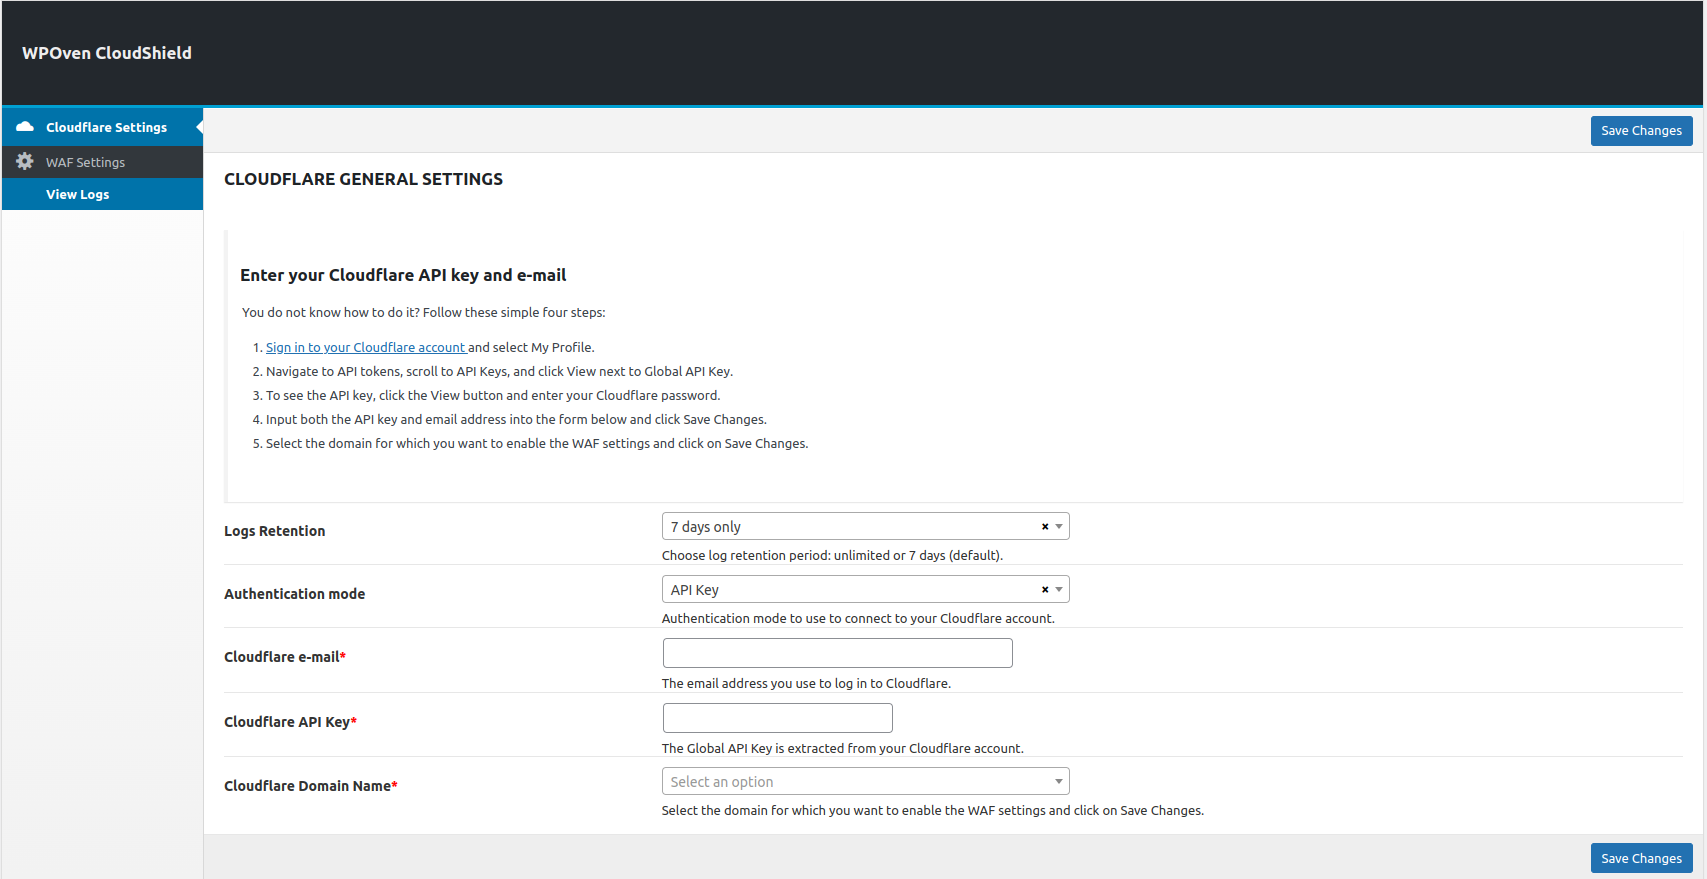 WPOven CloudShield
Cloudflare Settings
WAF Settings
View Logs
Save Changes
CLOUDFLARE GENERAL SETTINGS
Enter your Cloudflare API key and e-mail
You do not know how to do it? Follow these simple four steps:
1. Sign in to your Cloudflare account and select My Profile.
2. Navigate to API tokens, scroll to API Keys, and click View next to Global API Key.
3. To see the API key, click the View button and enter your Cloudflare password.
4. Input both the API key and email address into the form below and click Save Changes.
5. Select the domain for which you want to enable the WAF settings and click on Save Changes.
Logs Retention
7 days only
Choose log retention period: unlimited or 7 days (default).
Authentication mode
API Key
Authentication mode to use to connect to your Cloudflare account.
Cloudflare e-mail*
The email address you use to log in to Cloudflare.
Cloudflare API Key*
The Global API Key is extracted from your Cloudflare account.
Cloudflare Domain Name*
Select an option
Select the domain for which you want to enable the WAF settings and click on Save Changes.
Save Changes